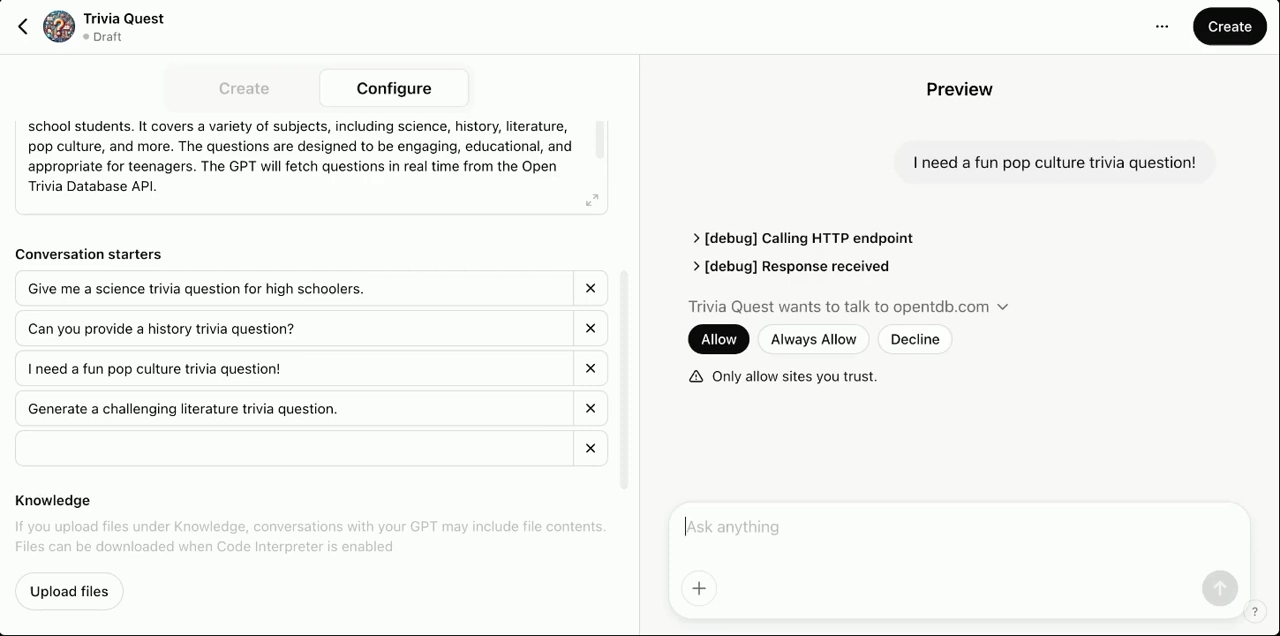 Trivia Quest
Draft
Create
Create
Configure
school students. It covers a variety of subjects, including science, history, literature,
pop culture, and more. The questions are designed to be engaging, educational, and
appropriate for teenagers. The GPT will fetch questions in real time from the Open
Trivia Database API.
Conversation starters
Give me a science trivia question for high schoolers.
Can you provide a history trivia question?
I need a fun pop culture trivia question!
Generate a challenging literature trivia question.
Knowledge
If you upload files under Knowledge, conversations with your GPT may include file contents.
Files can be downloaded when Code Interpreter is enabled
Upload files
Preview
I need a fun pop culture trivia question!
[debug] Calling HTTP endpoint
[debug] Response received
Trivia Quest wants to talk to opentdb.com
Allow
Always Allow
Decline
Only allow sites you trust.
Ask anything
?